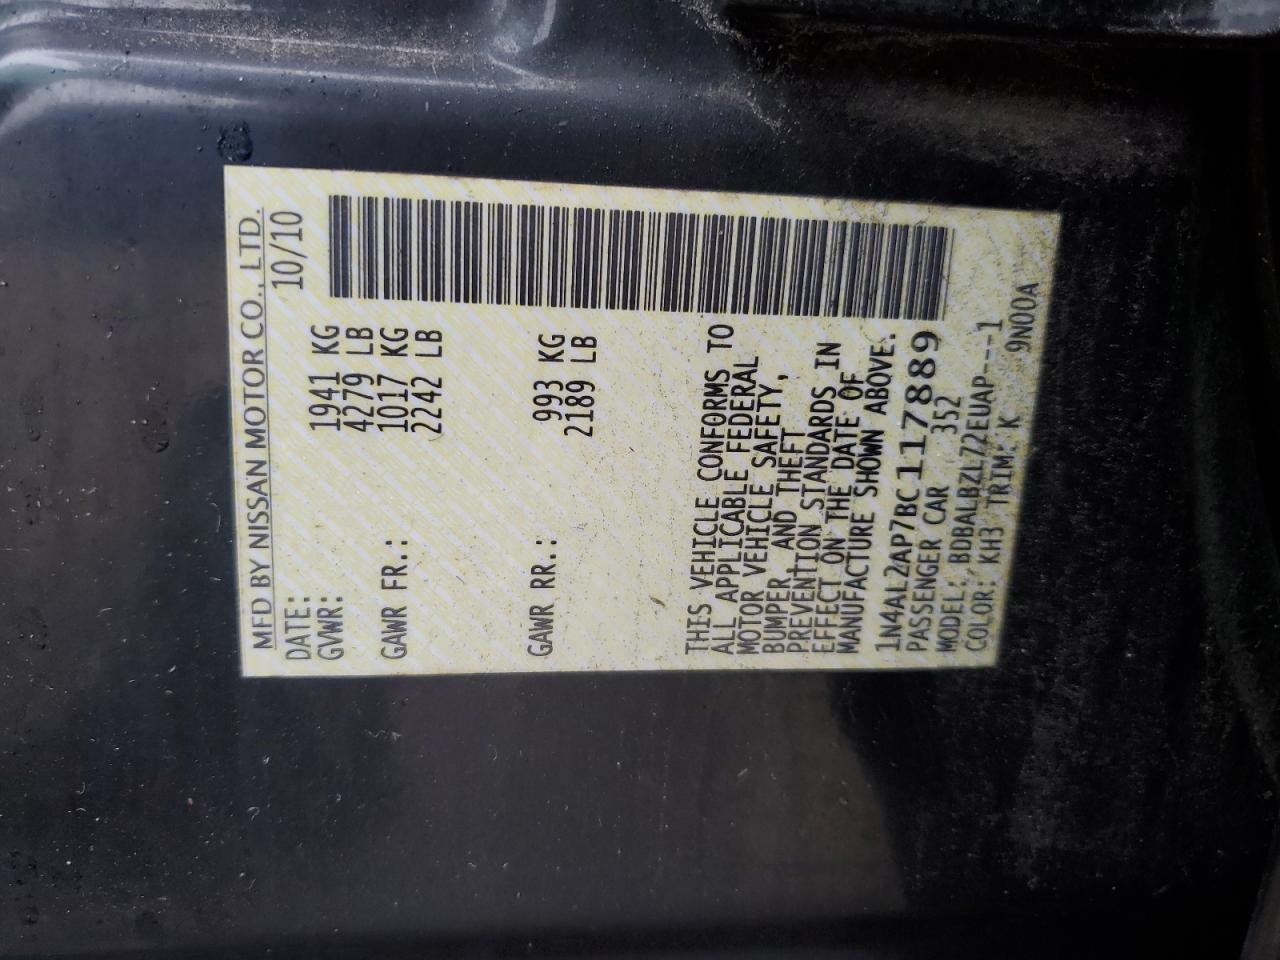 MFD BY NISSAN MOTOR CO., LTD.
DATE: 10/10
GVWR: 1941 KG
4279 LB
GAWR FR.: 1017 KG
2242 LB
GAWR RR.: 993 KG
2189 LB
THIS VEHICLE CONFORMS TO
ALL APPLICABLE FEDERAL
MOTOR VEHICLE SAFETY,
BUMPER, AND THEFT
PREVENTION STANDARDS IN
EFFECT ON THE DATE OF
MANUFACTURE SHOWN ABOVE.
1N4AL2AP7BC117889
PASSENGER CAR 352
MODEL: BDBALBZL72EUAP---1
COLOR: KH3 TRIM: K 9N00A